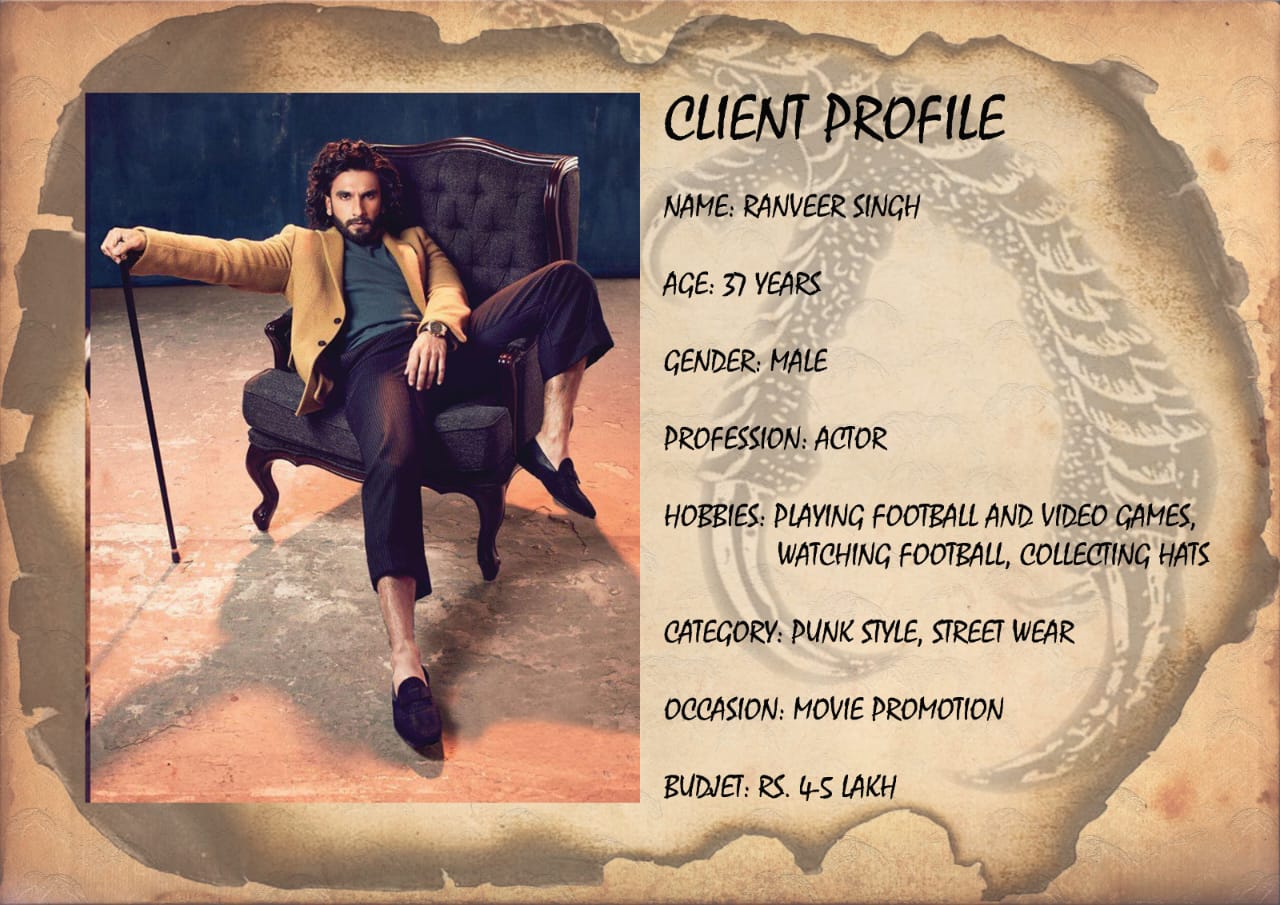 CLIENT PROFILE
NAME: RANVEER SINGH
AGE: 37 YEARS
GENDER: MALE
PROFESSION: ACTOR
HOBBIES: PLAYING FOOTBALL AND VIDEO GAMES,
WATCHING FOOTBALL, COLLECTING HATS
CATEGORY: PUNK STYLE, STREET WEAR
OCCASION: MOVIE PROMOTION
BUDJET: RS. 4-5 LAKH